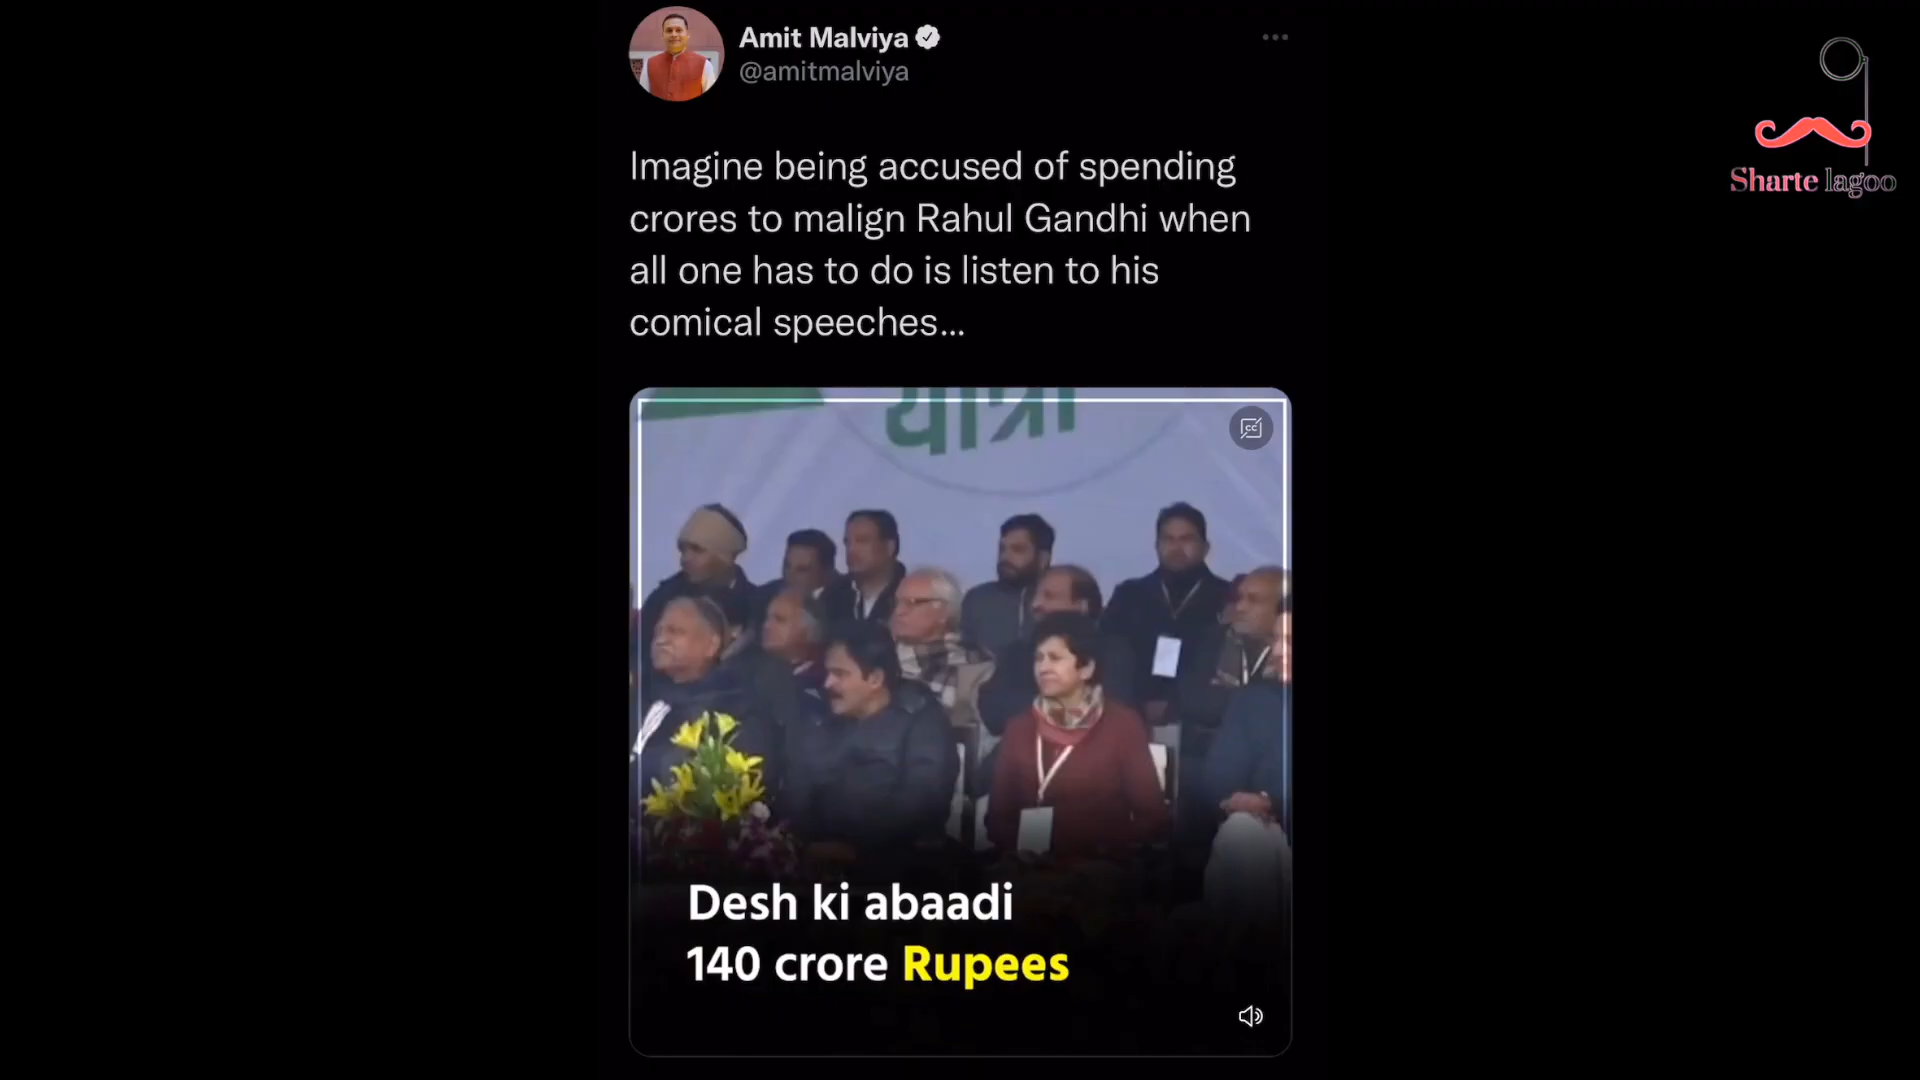 Amit Malviya
@amitmalviya
Sharte lagoo
Imagine being accused of spending
crores to malign Rahul Gandhi when
all one has to do is listen to his
comical speeches...
यात्रा
CC
Desh ki abaadi
140 crore Rupees